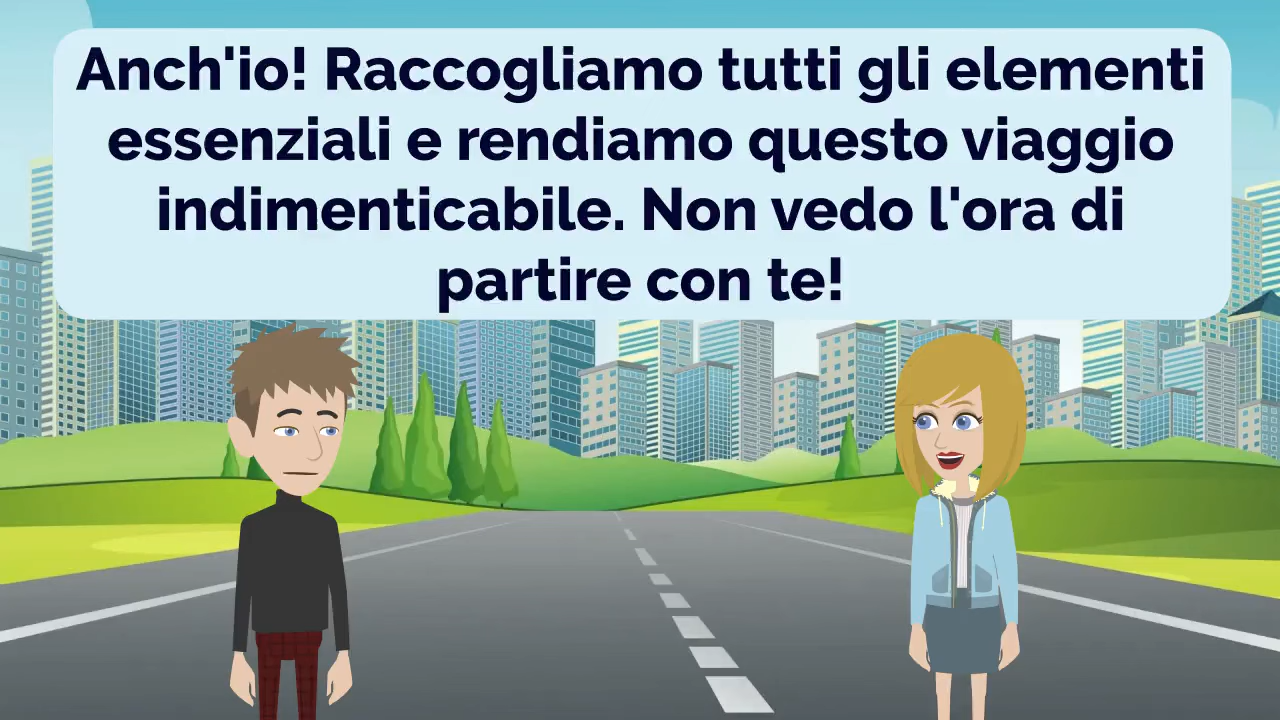 Anch'io! Raccogliamo tutti gli elementi
essenziali e rendiamo questo viaggio
indimenticabile. Non vedo l'ora di
partire con te!